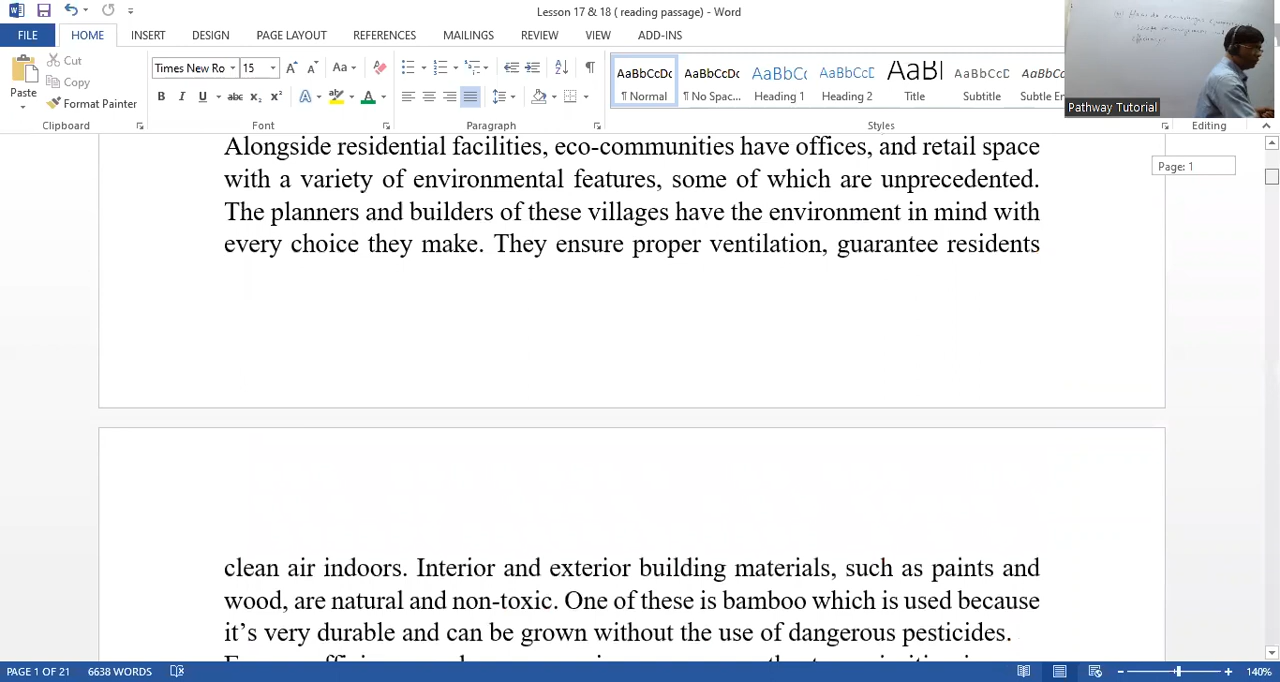 Lesson 17 & 18 ( reading passage) - Word
FILE HOME INSERT DESIGN PAGE LAYOUT REFERENCES MAILINGS REVIEW VIEW ADD-INS
Paste
Cut
Copy
Format Painter
Clipboard
Times New Ro 15
Font
Paragraph
AaBbCcDc AaBbCcDc AaBbCc AaBbCcD AaBl AaBbCcD
¶ Normal ¶ No Spac... Heading 1 Heading 2 Title Subtitle Subtle Em
Styles
Editing
Pathway Tutorial
Page: 1
Alongside residential facilities, eco-communities have offices, and retail space
with a variety of environmental features, some of which are unprecedented.
The planners and builders of these villages have the environment in mind with
every choice they make. They ensure proper ventilation, guarantee residents
clean air indoors. Interior and exterior building materials, such as paints and
wood, are natural and non-toxic. One of these is bamboo which is used because
it's very durable and can be grown without the use of dangerous pesticides.
PAGE 1 OF 21 6638 WORDS 140%